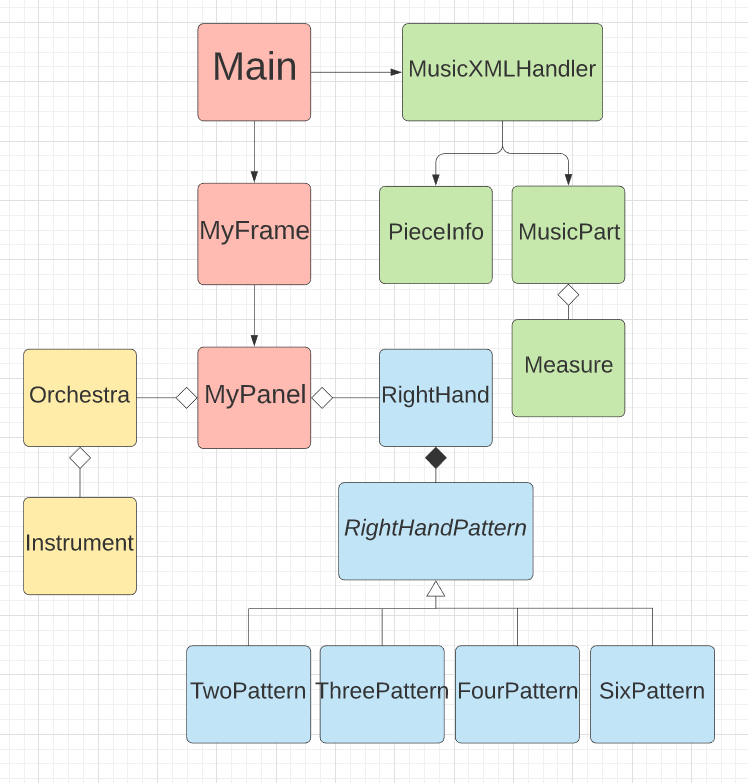 Main
MusicXMLHandler
MyFrame
PieceInfo
MusicPart
Orchestra
MyPanel
RightHand
Measure
Instrument
RightHandPattern
TwoPattern
ThreePattern
FourPattern
SixPattern